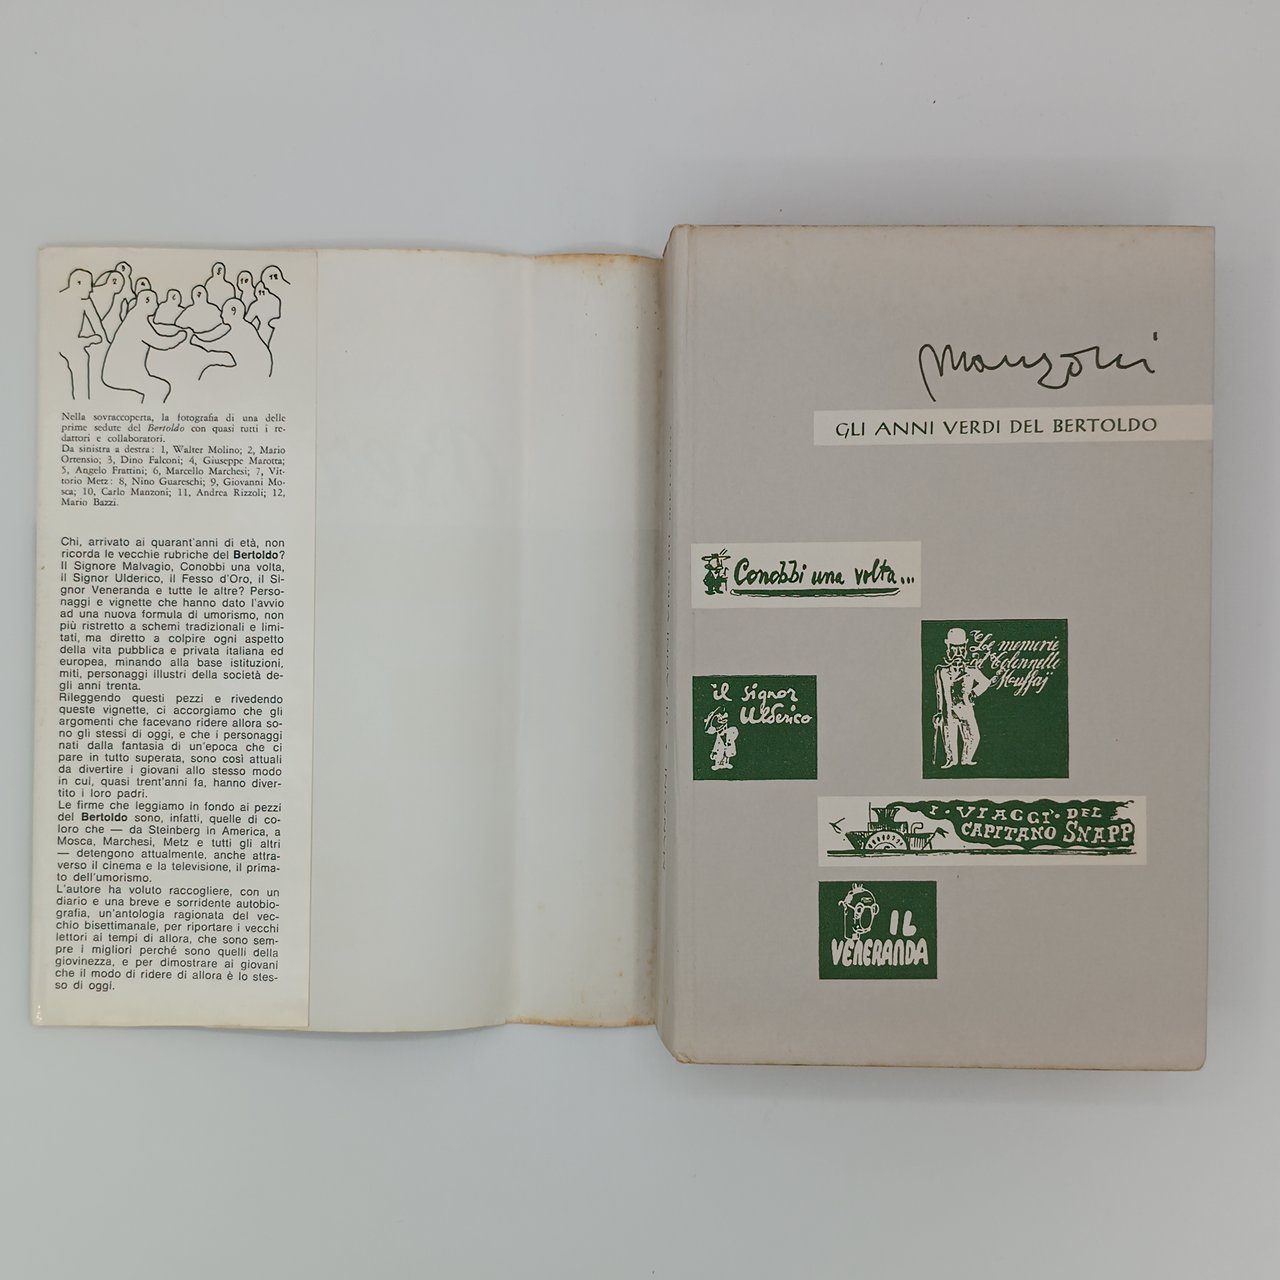 Nella sovraccoperta, la fotografia di una delle
prime sedute del Bertoldo con quasi tutti i re-
dattori e collaboratori.
Da sinistra a destra: 1, Walter Molino; 2, Mario
Ortensio; 3, Dino Falconi; 4, Giuseppe Marotta;
5, Angelo Frattini; 6, Marcello Marchesi; 7, Vit-
torio Metz: 8, Nino Guareschi; 9, Giovanni Mo-
sca; 10, Carlo Manzoni; 11, Andrea Rizzoli; 12,
Mario Bazzi.
Chi, arrivato ai quarant'anni di età, non
ricorda le vecchie rubriche del Bertoldo?
Il Signore Malvagio, Conobbi una volta,
il Signor Ulderico, il Fesso d'Oro, il Si-
gnor Veneranda e tutte le altre? Perso-
naggi e vignette che hanno dato l'avvio
ad una nuova formula di umorismo, non
più ristretto a schemi tradizionali e limi-
tati, ma diretto a colpire ogni aspetto
della vita pubblica e privata italiana ed
europea, minando alla base istituzioni,
miti, personaggi illustri della società de-
gli anni trenta.
Rileggendo questi pezzi e rivedendo
queste vignette, ci accorgiamo che gli
argomenti che facevano ridere allora so-
no gli stessi di oggi, e che i personaggi
nati dalla fantasia di un'epoca che ci
pare in tutto superata, sono così attuali
da divertire i giovani allo stesso modo
in cui, quasi trent'anni fa, hanno diver-
tito i loro padri.
Le firme che leggiamo in fondo ai pezzi
del Bertoldo sono, infatti, quelle di co-
loro che — da Steinberg in America, a
Mosca, Marchesi, Metz e tutti gli altri
— detengono attualmente, anche attra-
verso il cinema e la televisione, il prima-
to dell'umorismo.
L'autore ha voluto raccogliere, con un
diario e una breve e sorridente autobio-
grafia, un'antologia ragionata del vec-
chio bisettimanale, per riportare i vecchi
lettori ai tempi di allora, che sono sem-
pre i migliori perché sono quelli della
giovinezza, e per dimostrare ai giovani
che il modo di ridere di allora è lo stes-
so di oggi.
Manzoni
GLI ANNI VERDI DEL BERTOLDO
Conobbi una volta...
Le memorie
d'Colonnello
Mouffaj
il signor
Ulderico
I · VIAGGI · DEL
CAPITANO SNAPP
IL
VENERANDA